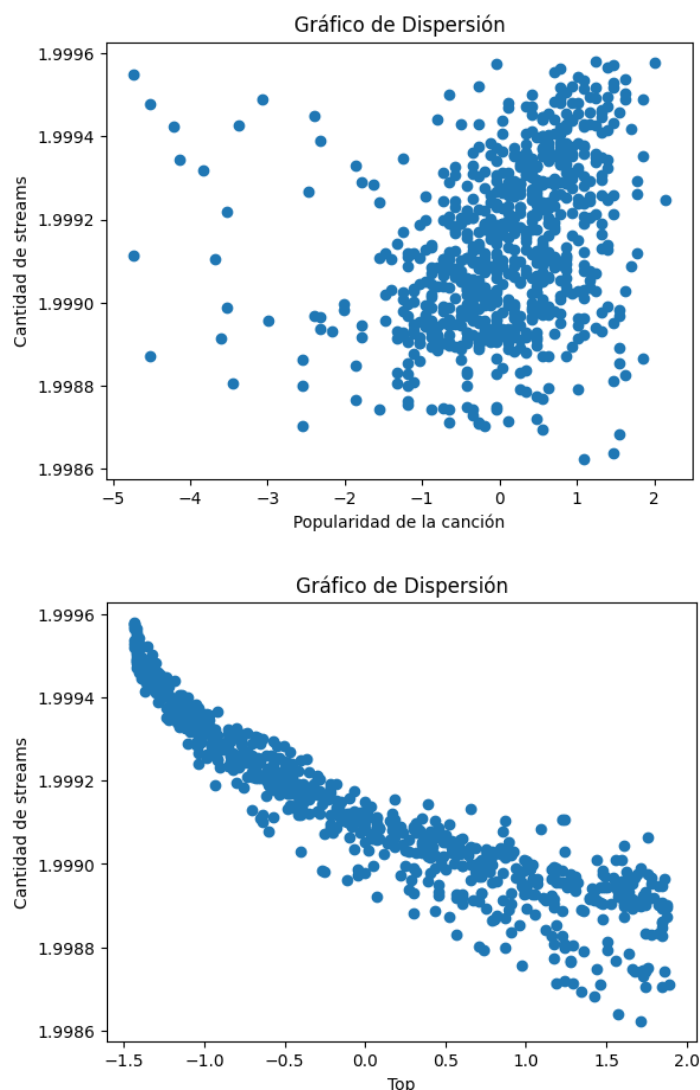 Gráfico de Dispersión
1.9996
1.9994
1.9992
1.9990
1.9988
1.9986
Cantidad de streams
−5 −4 −3 −2 −1 0 1 2
Popularidad de la canción
Gráfico de Dispersión
1.9996
1.9994
1.9992
1.9990
1.9988
1.9986
Cantidad de streams
−1.5 −1.0 −0.5 0.0 0.5 1.0 1.5 2.0
Top